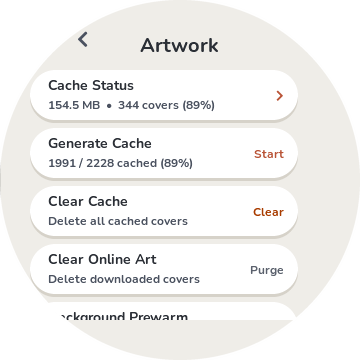 Artwork
Cache Status
154.5 MB • 344 covers (89%)
Generate Cache
1991 / 2228 cached (89%)
Start
Clear Cache
Delete all cached covers
Clear
Clear Online Art
Delete downloaded covers
Purge
Prewarm